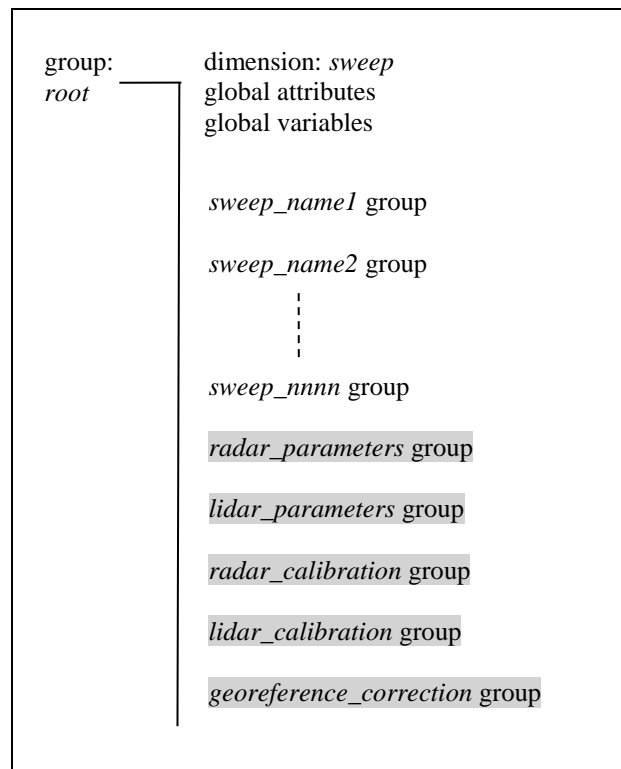 group:
root
dimension: sweep
global attributes
global variables
sweep_name1 group
sweep_name2 group
sweep_nnnn group
radar_parameters group
lidar_parameters group
radar_calibration group
lidar_calibration group
georeference_correction group